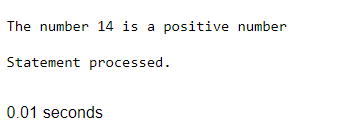 The number 14 is a positive number
Statement processed.
0.01 seconds